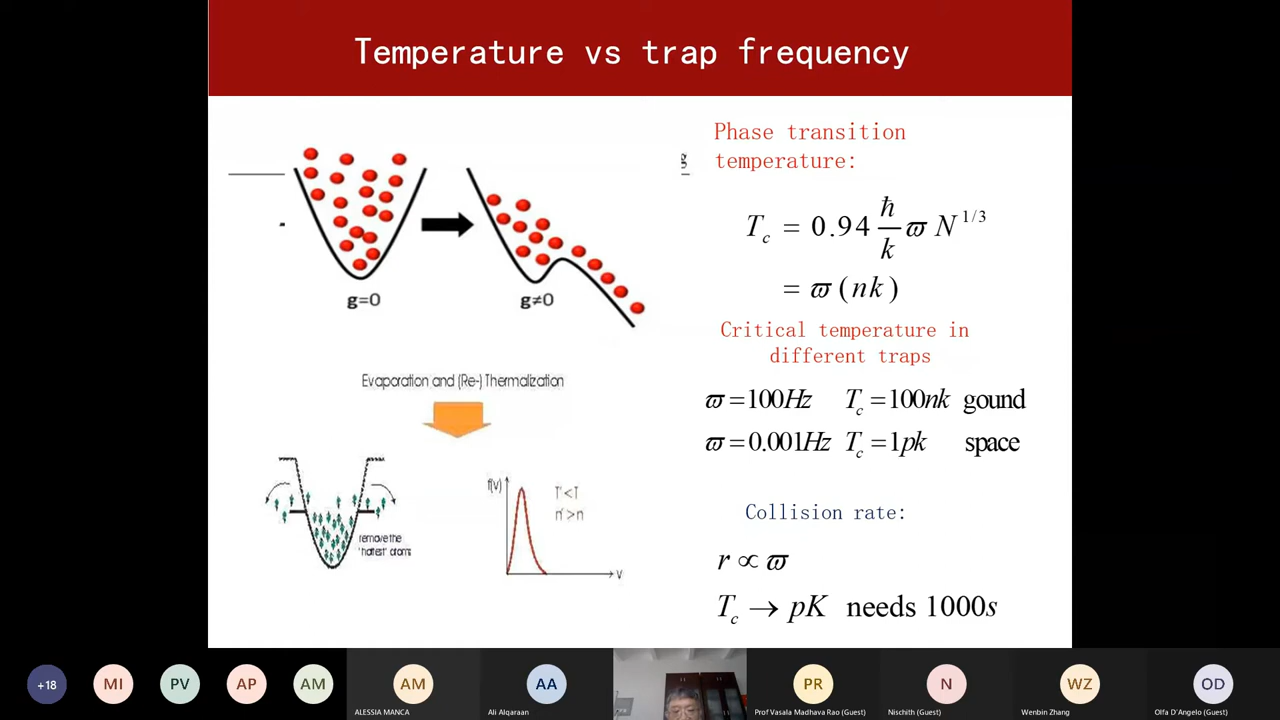 Temperature vs trap frequency
g
g=0
g≠0
Evaporation and (Re-) Thermalization
remove the
"hottest" atoms
f(v)
T'<T
n'>n
v
Phase transition
temperature:
T_c = 0.94 ħ/k ϖ N^{1/3}
= ϖ (nk)
Critical temperature in
different traps
ϖ=100Hz T_c=100nk gound
ϖ=0.001Hz T_c=1pk space
Collision rate:
r ∝ ϖ
T_c → pK needs 1000s
+18
MI
PV
AP
AM
AM
ALESSIA MANCA
AA
Ali Alqaraan
PR
Prof Vasala Madhava Rao (Guest)
N
Nischith (Guest)
WZ
Wenbin Zhang
OD
Olfa D'Angelo (Guest)